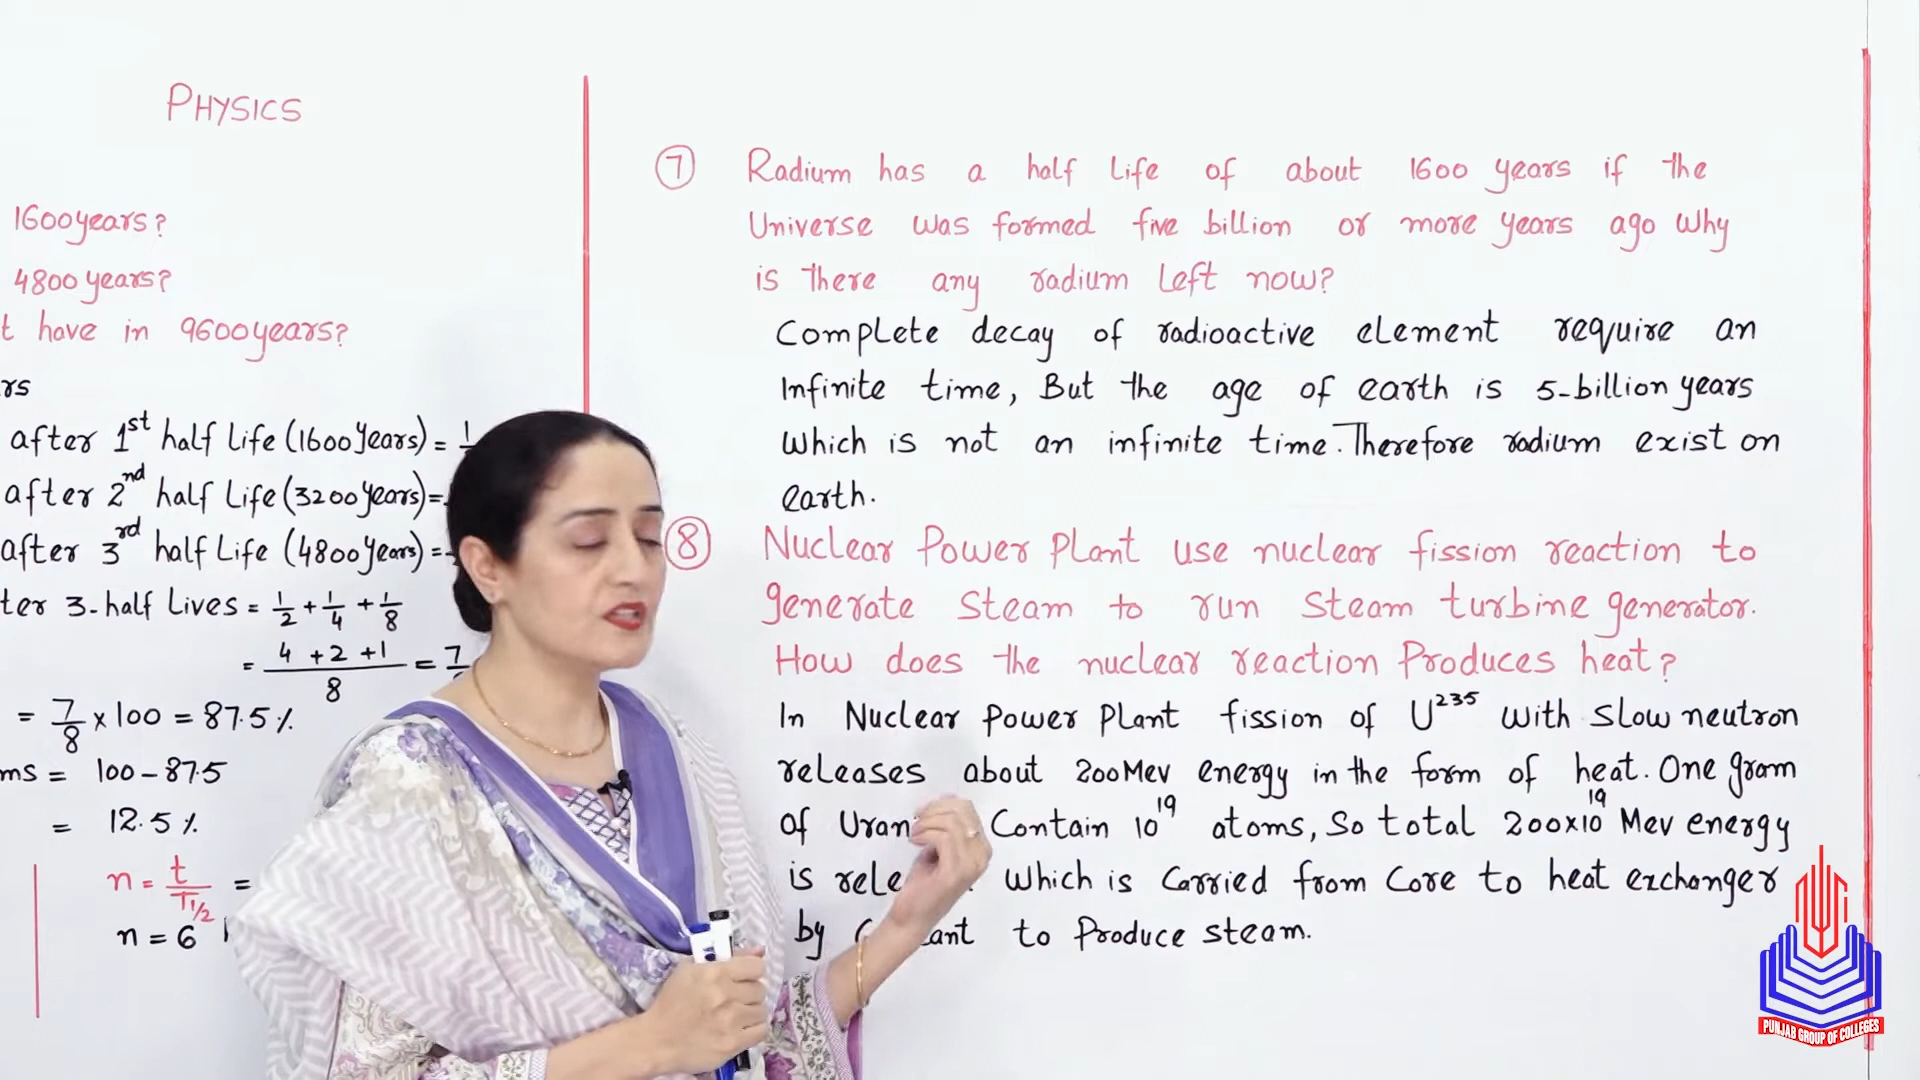 PHYSICS
1600years?
4800years?
t have in 9600years?
rs
after 1st half Life (1600years) = 1
after 2nd half Life (3200years) =
after 3rd half Life (4800years) =
ter 3-half Lives = 1/2 + 1/4 + 1/8
= 4 + 2 + 1 / 8 = 7
= 7/8 x 100 = 87.5%
ms = 100 - 87.5
= 12.5%
n = t/T1/2 =
n = 6
7 Radium has a half life of about 1600 years if the
Universe was formed five billion or more years ago why
is there any radium left now?
Complete decay of radioactive element require an
Infinite time, But the age of earth is 5-billion years
Which is not an infinite time. Therefore radium exist on
earth.
8 Nuclear Power Plant use nuclear fission reaction to
generate steam to run steam turbine generator.
How does the nuclear reaction Produces heat?
In Nuclear Power Plant fission of U235 with slow neutron
releases about 200Mev energy in the form of heat. One gram
of Uran Contain 10^19 atoms, So total 200x10^19 Mev energy
is rele which is Carried from Core to heat exchanger
by ant to Produce steam.
PUNJAB GROUP OF COLLEGES